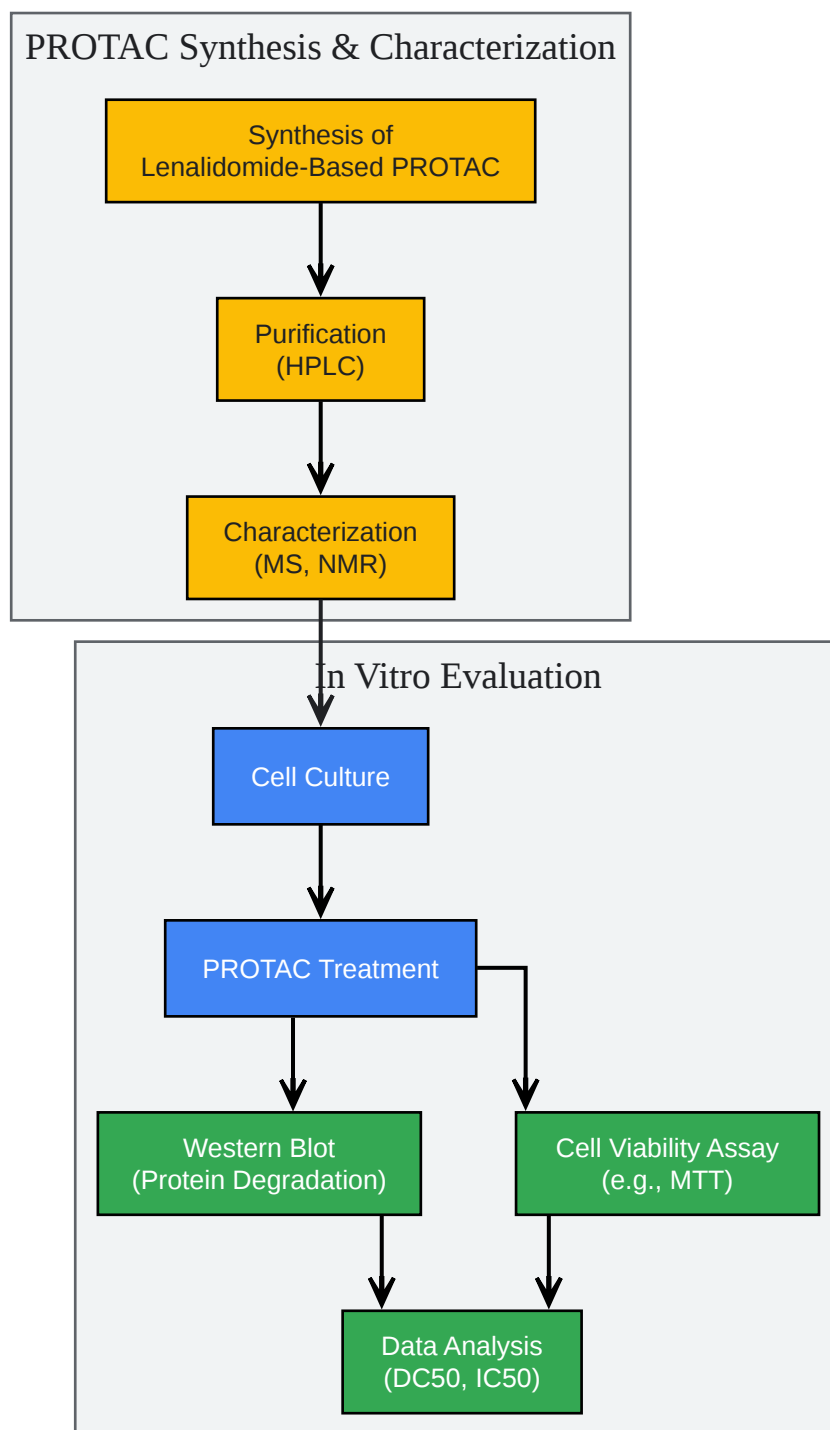 PROTAC Synthesis & Characterization
Synthesis of
Lenalidomide-Based PROTAC
Purification
(HPLC)
Characterization
(MS, NMR)
In Vitro Evaluation
Cell Culture
PROTAC Treatment
Western Blot
(Protein Degradation)
Cell Viability Assay
(e.g., MTT)
Data Analysis
(DC50, IC50)